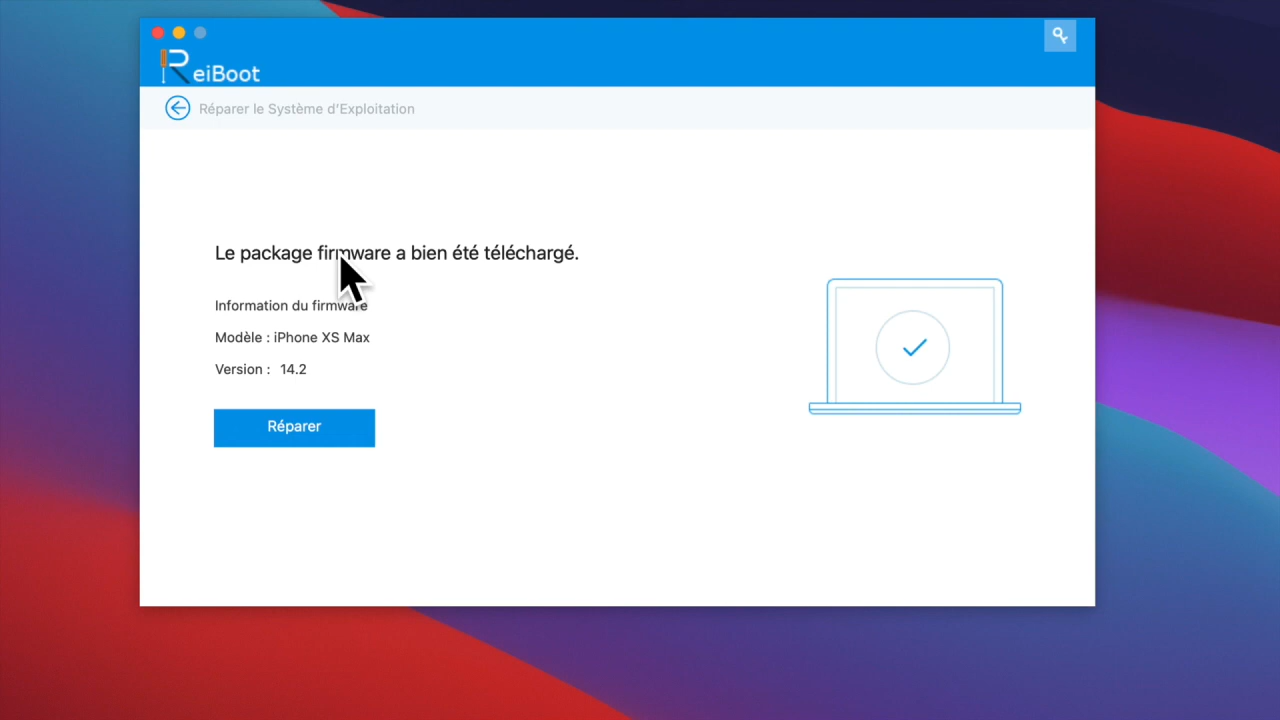 ReiBoot
Réparer le Système d'Exploitation
Le package firmware a bien été téléchargé.
Information du firmware
Modèle : iPhone XS Max
Version : 14.2
Réparer